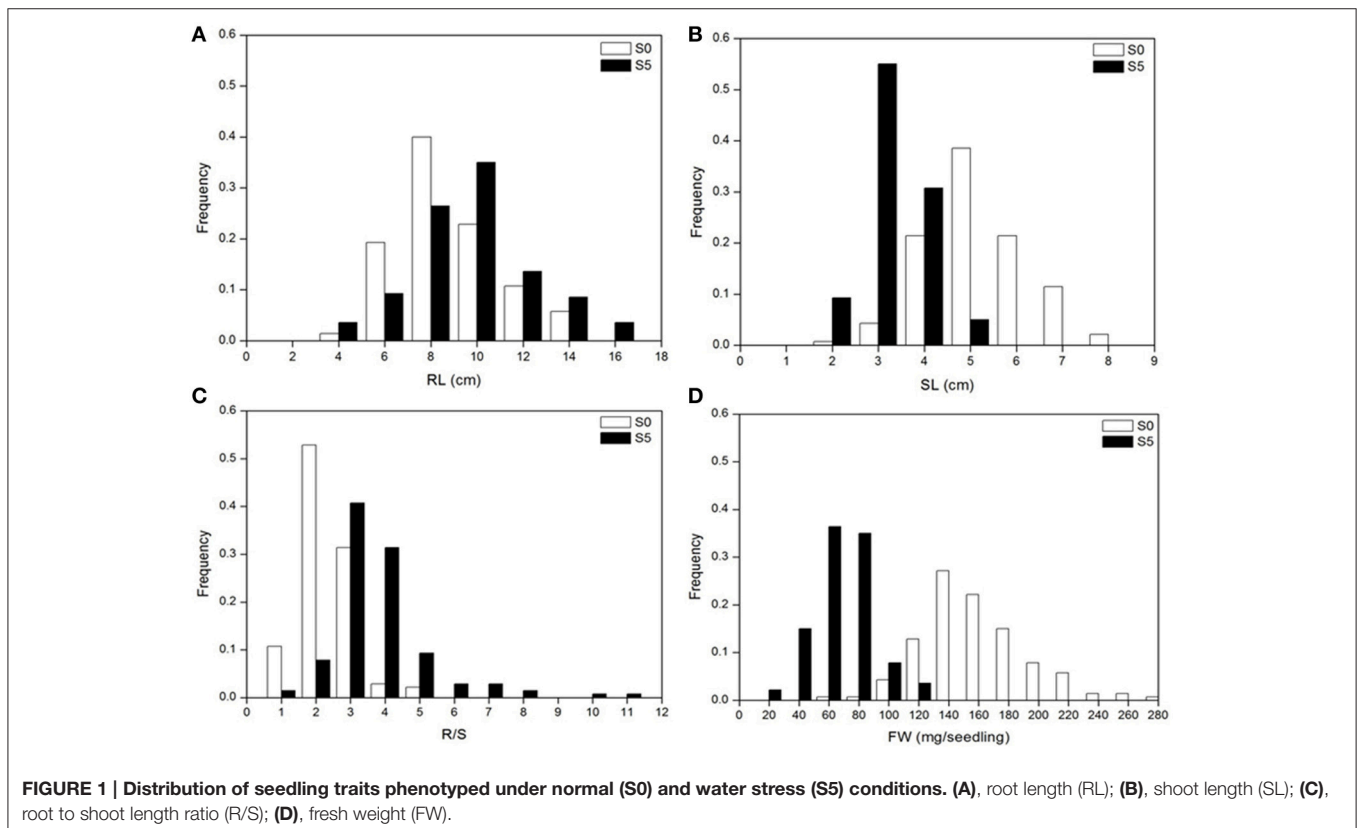 A
0.6
0.5
0.4
0.3
0.2
0.1
0.0
Frequency
S0
S5
0 2 4 6 8 10 12 14 16 18
RL (cm)
B
0.6
0.5
0.4
0.3
0.2
0.1
0.0
Frequency
S0
S5
0 1 2 3 4 5 6 7 8 9
SL (cm)
C
0.6
0.5
0.4
0.3
0.2
0.1
0.0
Frequency
S0
S5
1 2 3 4 5 6 7 8 9 10 11 12
R/S
D
0.6
0.5
0.4
0.3
0.2
0.1
0.0
Frequency
S0
S5
0 20 40 60 80 100 120 140 160 180 200 220 240 260 280
FW (mg/seedling)
FIGURE 1 | Distribution of seedling traits phenotyped under normal (S0) and water stress (S5) conditions. (A), root length (RL); (B), shoot length (SL); (C),
root to shoot length ratio (R/S); (D), fresh weight (FW).